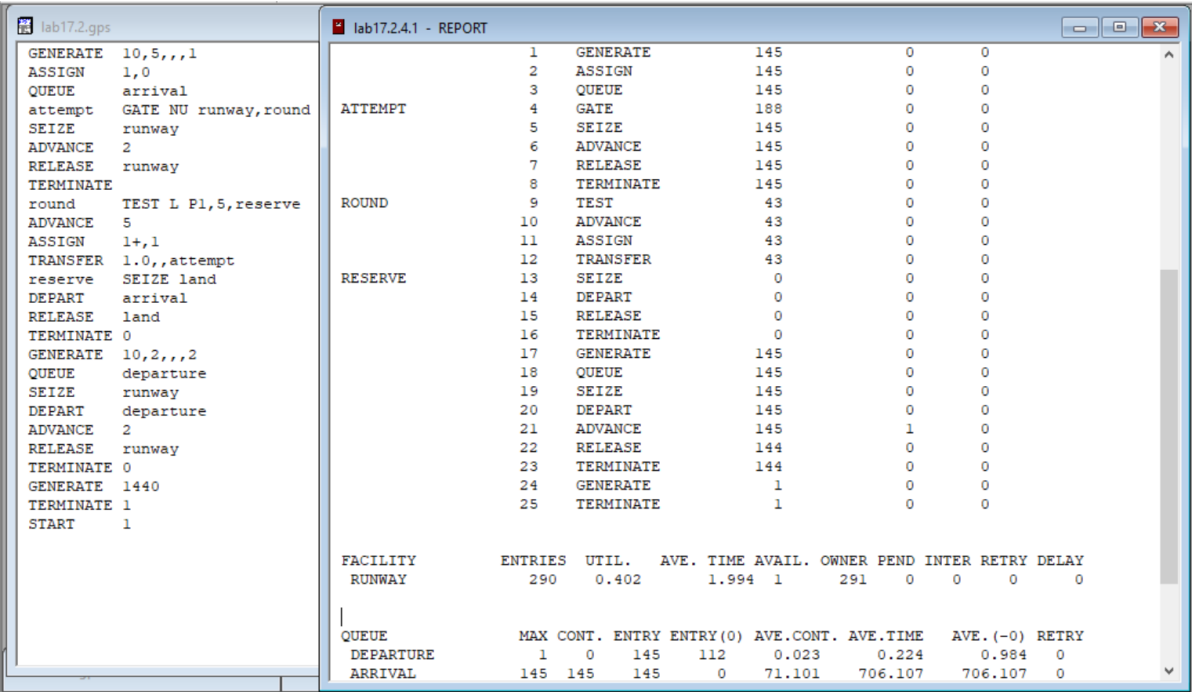 lab17.2.gps
GENERATE 10,5,,,1
ASSIGN 1,0
QUEUE arrival
attempt GATE NU runway,round
SEIZE runway
ADVANCE 2
RELEASE runway
TERMINATE
round TEST L P1,5,reserve
ADVANCE 5
ASSIGN 1+,1
TRANSFER 1.0,,attempt
reserve SEIZE land
DEPART arrival
RELEASE land
TERMINATE 0
GENERATE 10,2,,,2
QUEUE departure
SEIZE runway
DEPART departure
ADVANCE 2
RELEASE runway
TERMINATE 0
GENERATE 1440
TERMINATE 1
START 1
lab17.2.4.1 - REPORT
1 GENERATE 145 0 0
2 ASSIGN 145 0 0
3 QUEUE 145 0 0
ATTEMPT 4 GATE 188 0 0
5 SEIZE 145 0 0
6 ADVANCE 145 0 0
7 RELEASE 145 0 0
8 TERMINATE 145 0 0
ROUND 9 TEST 43 0 0
10 ADVANCE 43 0 0
11 ASSIGN 43 0 0
12 TRANSFER 43 0 0
RESERVE 13 SEIZE 0 0 0
14 DEPART 0 0 0
15 RELEASE 0 0 0
16 TERMINATE 0 0 0
17 GENERATE 145 0 0
18 QUEUE 145 0 0
19 SEIZE 145 0 0
20 DEPART 145 0 0
21 ADVANCE 145 1 0
22 RELEASE 144 0 0
23 TERMINATE 144 0 0
24 GENERATE 1 0 0
25 TERMINATE 1 0 0
FACILITY ENTRIES UTIL. AVE. TIME AVAIL. OWNER PEND INTER RETRY DELAY
RUNWAY 290 0.402 1.994 1 291 0 0 0 0
QUEUE MAX CONT. ENTRY ENTRY(0) AVE.CONT. AVE.TIME AVE.(-0) RETRY
DEPARTURE 1 0 145 112 0.023 0.224 0.984 0
ARRIVAL 145 145 145 0 71.101 706.107 706.107 0